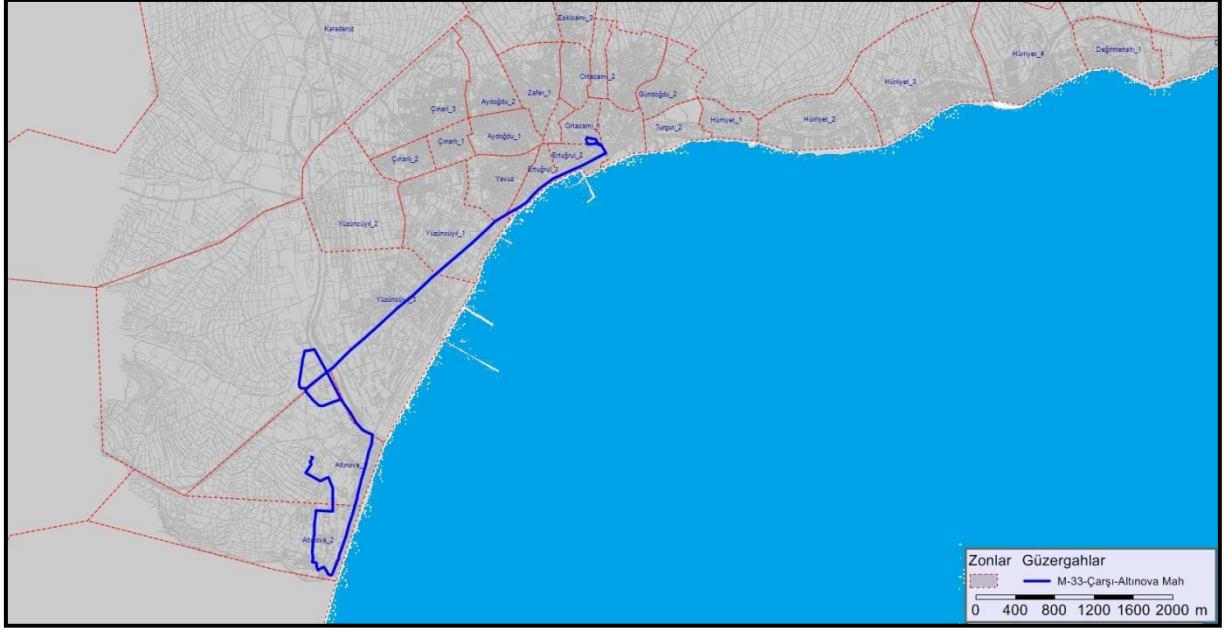 Eskicami_3
Karadeniz
Hürriyet_4
Değirmenaltı_1
Ortacami_2
Hürriyet_3
Zafer_1
Gündoğdu_2
Aydoğdu_2
Çınarlı_3
Ortacami_1
Hürriyet_1
Hürriyet_2
Turgut_2
Aydoğdu_1
Çınarlı_1
Ertuğrul_2
Çınarlı_2
Yavuz
Yüzüncüyıl_2
Yüzüncüyıl_1
Yüzüncüyıl_3
Altınova_2
Zonlar Güzergahlar
M-33-Çarşı-Altınova Mah
0 400 800 1200 1600 2000 m